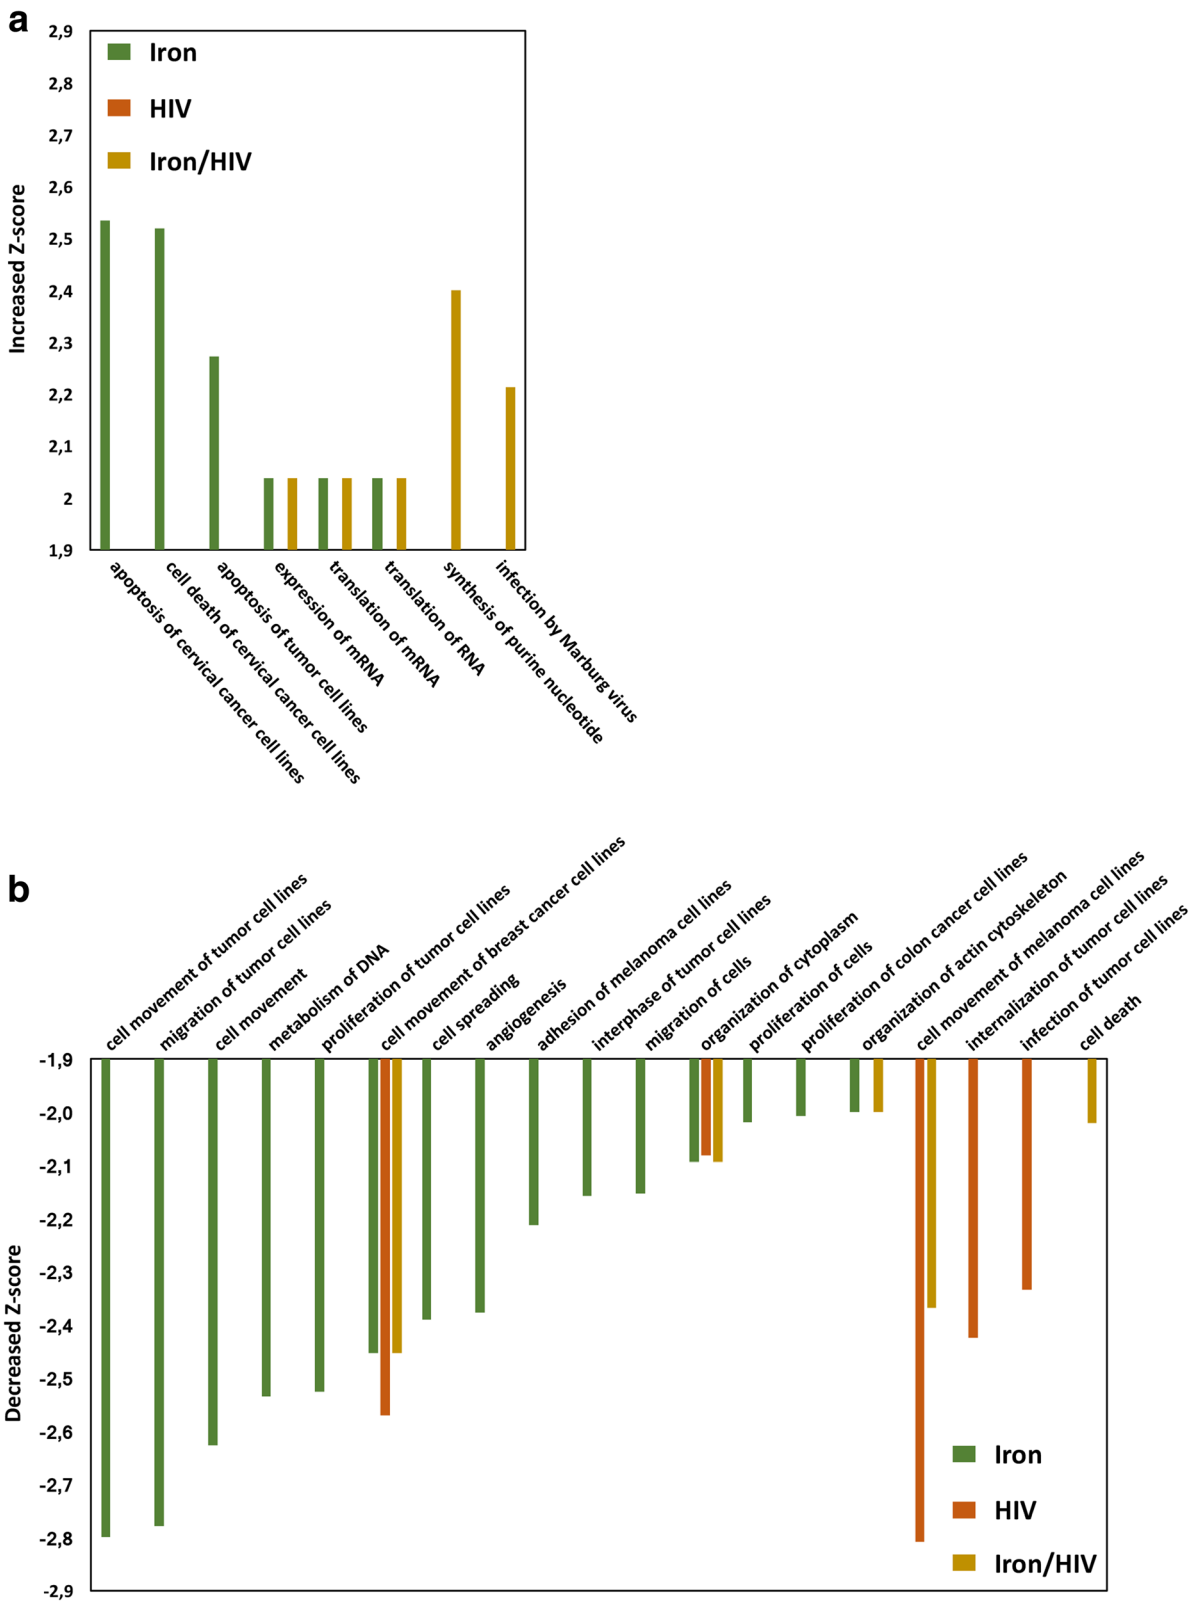 a
2,9
2,8
2,7
2,6
2,5
2,4
2,3
2,2
2,1
2
1,9
Increased Z-score
Iron
HIV
Iron/HIV
apoptosis of cervical cancer cell lines
cell death of cervical cancer cell lines
apoptosis of tumor cell lines
expression of mRNA
translation of mRNA
translation of RNA
synthesis of purine nucleotide
infection by Marburg virus
b
cell movement of tumor cell lines
migration of tumor cell lines
cell movement
metabolism of DNA
proliferation of tumor cell lines
cell movement of breast cancer cell lines
cell spreading
angiogenesis
adhesion of melanoma cell lines
interphase of tumor cell lines
migration of cells
organization of cytoplasm
proliferation of cells
proliferation of colon cancer cell lines
organization of actin cytoskeleton
cell movement of melanoma cell lines
internalization of tumor cell lines
infection of tumor cell lines
cell death
-1,9
-2,0
-2,1
-2,2
-2,3
-2,4
-2,5
-2,6
-2,7
-2,8
-2,9
Decreased Z-score
Iron
HIV
Iron/HIV